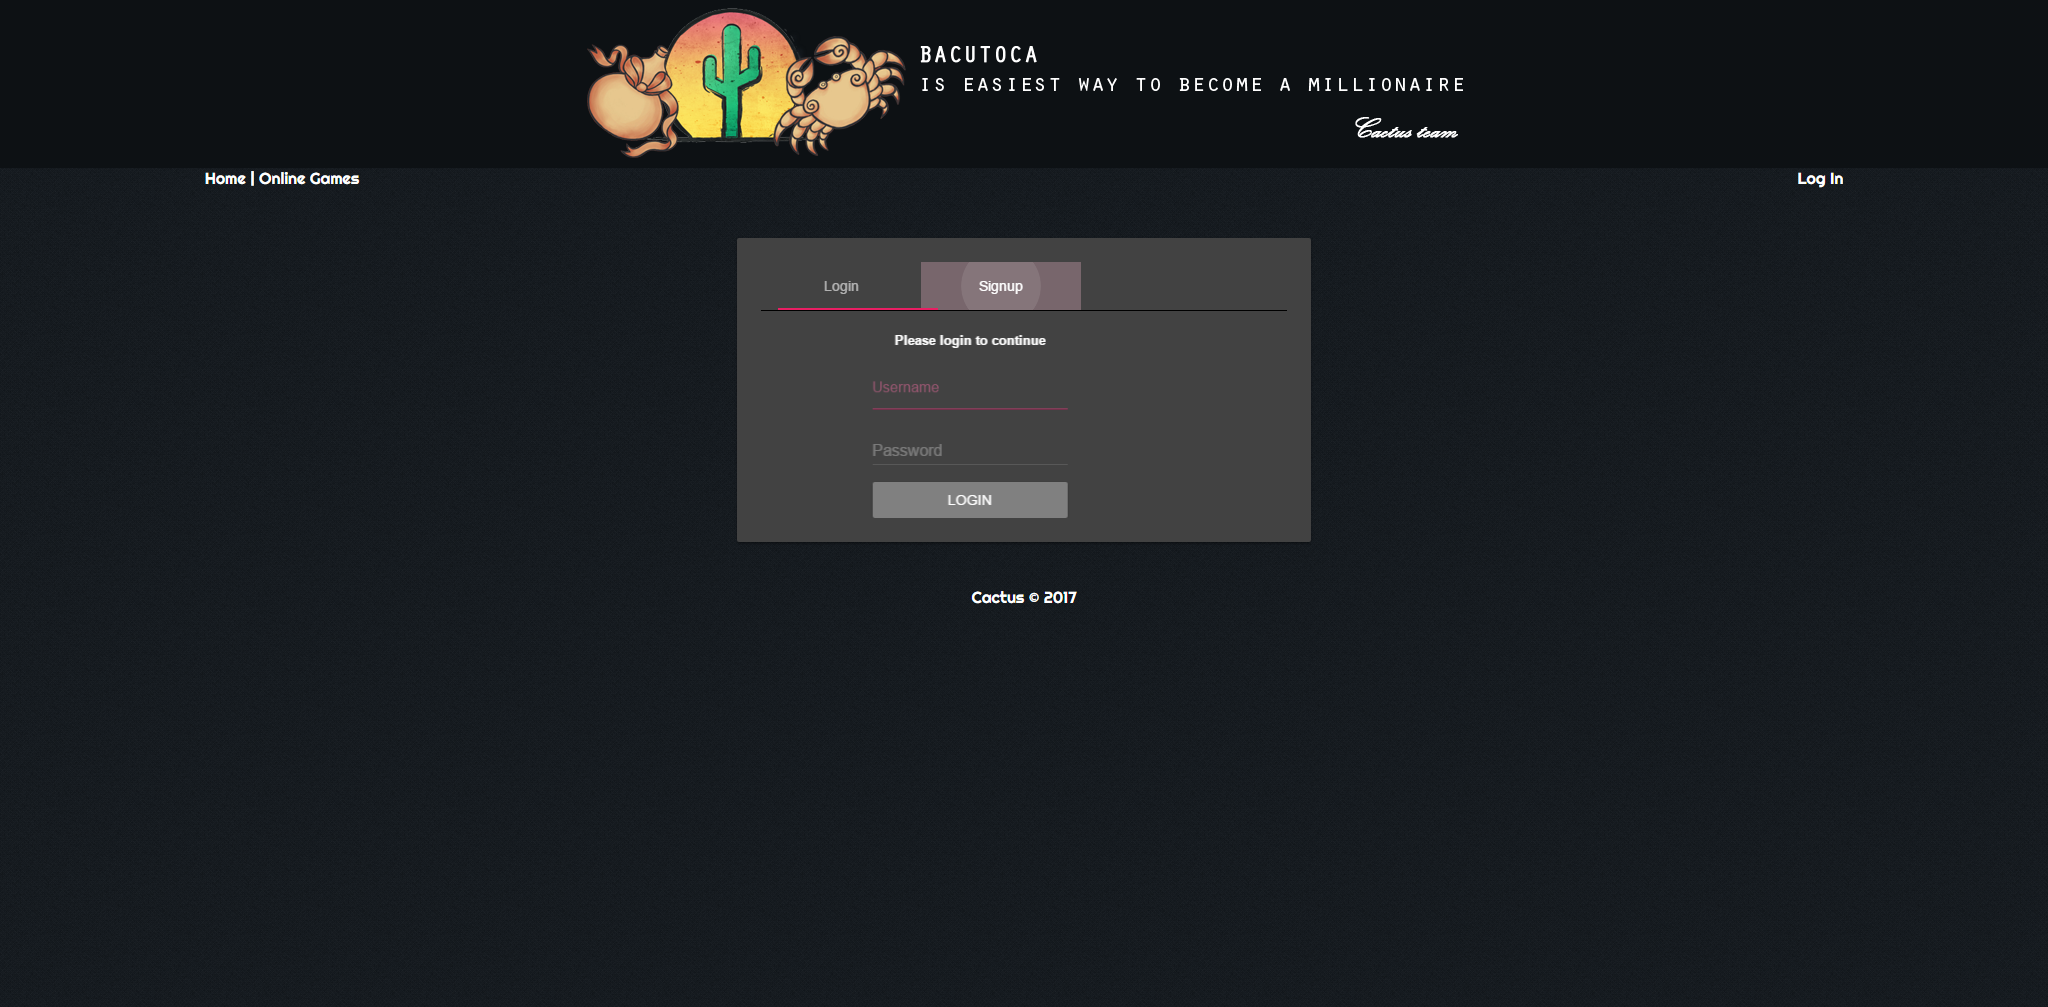 BACUTOCA
IS EASIEST WAY TO BECOME A MILLIONAIRE
Cactus team
Home | Online Games
Log In
Login
Signup
Please login to continue
Username
Password
LOGIN
Cactus © 2017